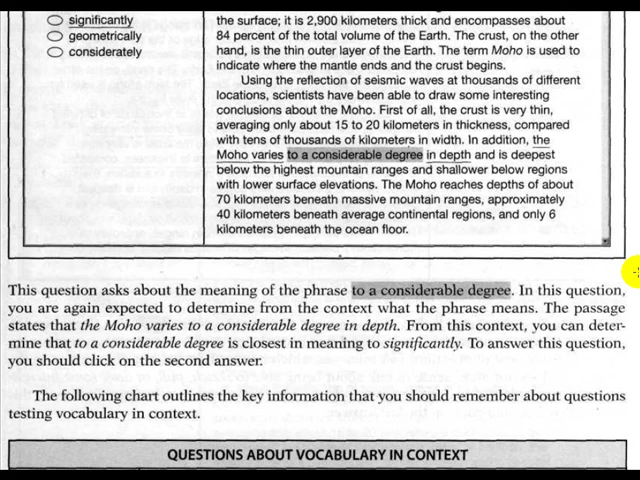 significantly
geometrically
considerately
the surface; it is 2,900 kilometers thick and encompasses about
84 percent of the total volume of the Earth. The crust, on the other
hand, is the thin outer layer of the Earth. The term Moho is used to
indicate where the mantle ends and the crust begins.
Using the reflection of seismic waves at thousands of different
locations, scientists have been able to draw some interesting
conclusions about the Moho. First of all, the crust is very thin,
averaging only about 15 to 20 kilometers in thickness, compared
with tens of thousands of kilometers in width. In addition, the
Moho varies to a considerable degree in depth and is deepest
below the highest mountain ranges and shallower below regions
with lower surface elevations. The Moho reaches depths of about
70 kilometers beneath massive mountain ranges, approximately
40 kilometers beneath average continental regions, and only 6
kilometers beneath the ocean floor.
This question asks about the meaning of the phrase to a considerable degree. In this question,
you are again expected to determine from the context what the phrase means. The passage
states that the Moho varies to a considerable degree in depth. From this context, you can deter-
mine that to a considerable degree is closest in meaning to significantly. To answer this question,
you should click on the second answer.
The following chart outlines the key information that you should remember about questions
testing vocabulary in context.
QUESTIONS ABOUT VOCABULARY IN CONTEXT